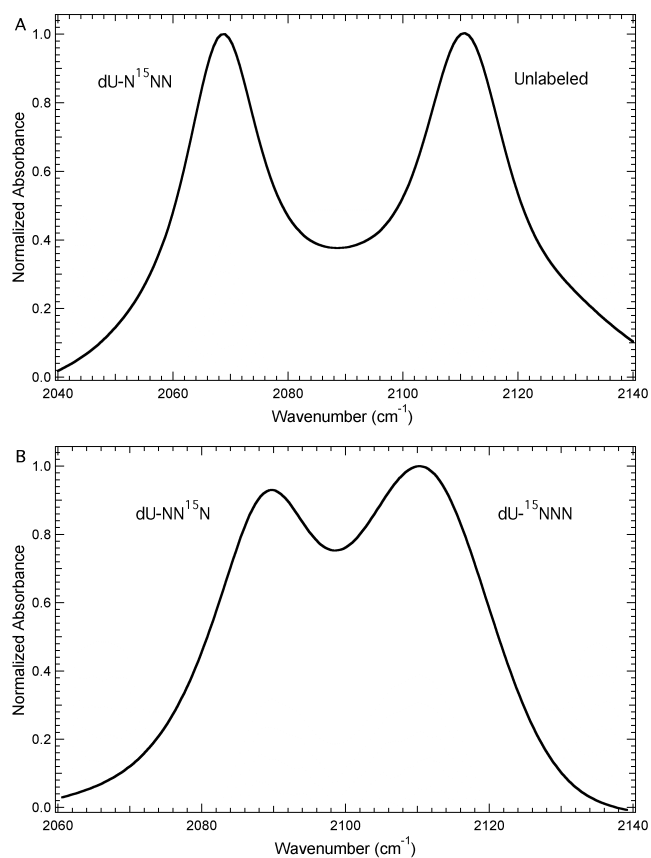 A
1.0
dU-N¹⁵NN
Unlabeled
0.8
0.6
0.4
0.2
0.0
Normalized Absorbance
2040 2060 2080 2100 2120 2140
Wavenumber (cm⁻¹)
B
1.0
dU-NN¹⁵N
dU-¹⁵NNN
0.8
0.6
0.4
0.2
0.0
Normalized Absorbance
2060 2080 2100 2120 2140
Wavenumber (cm⁻¹)